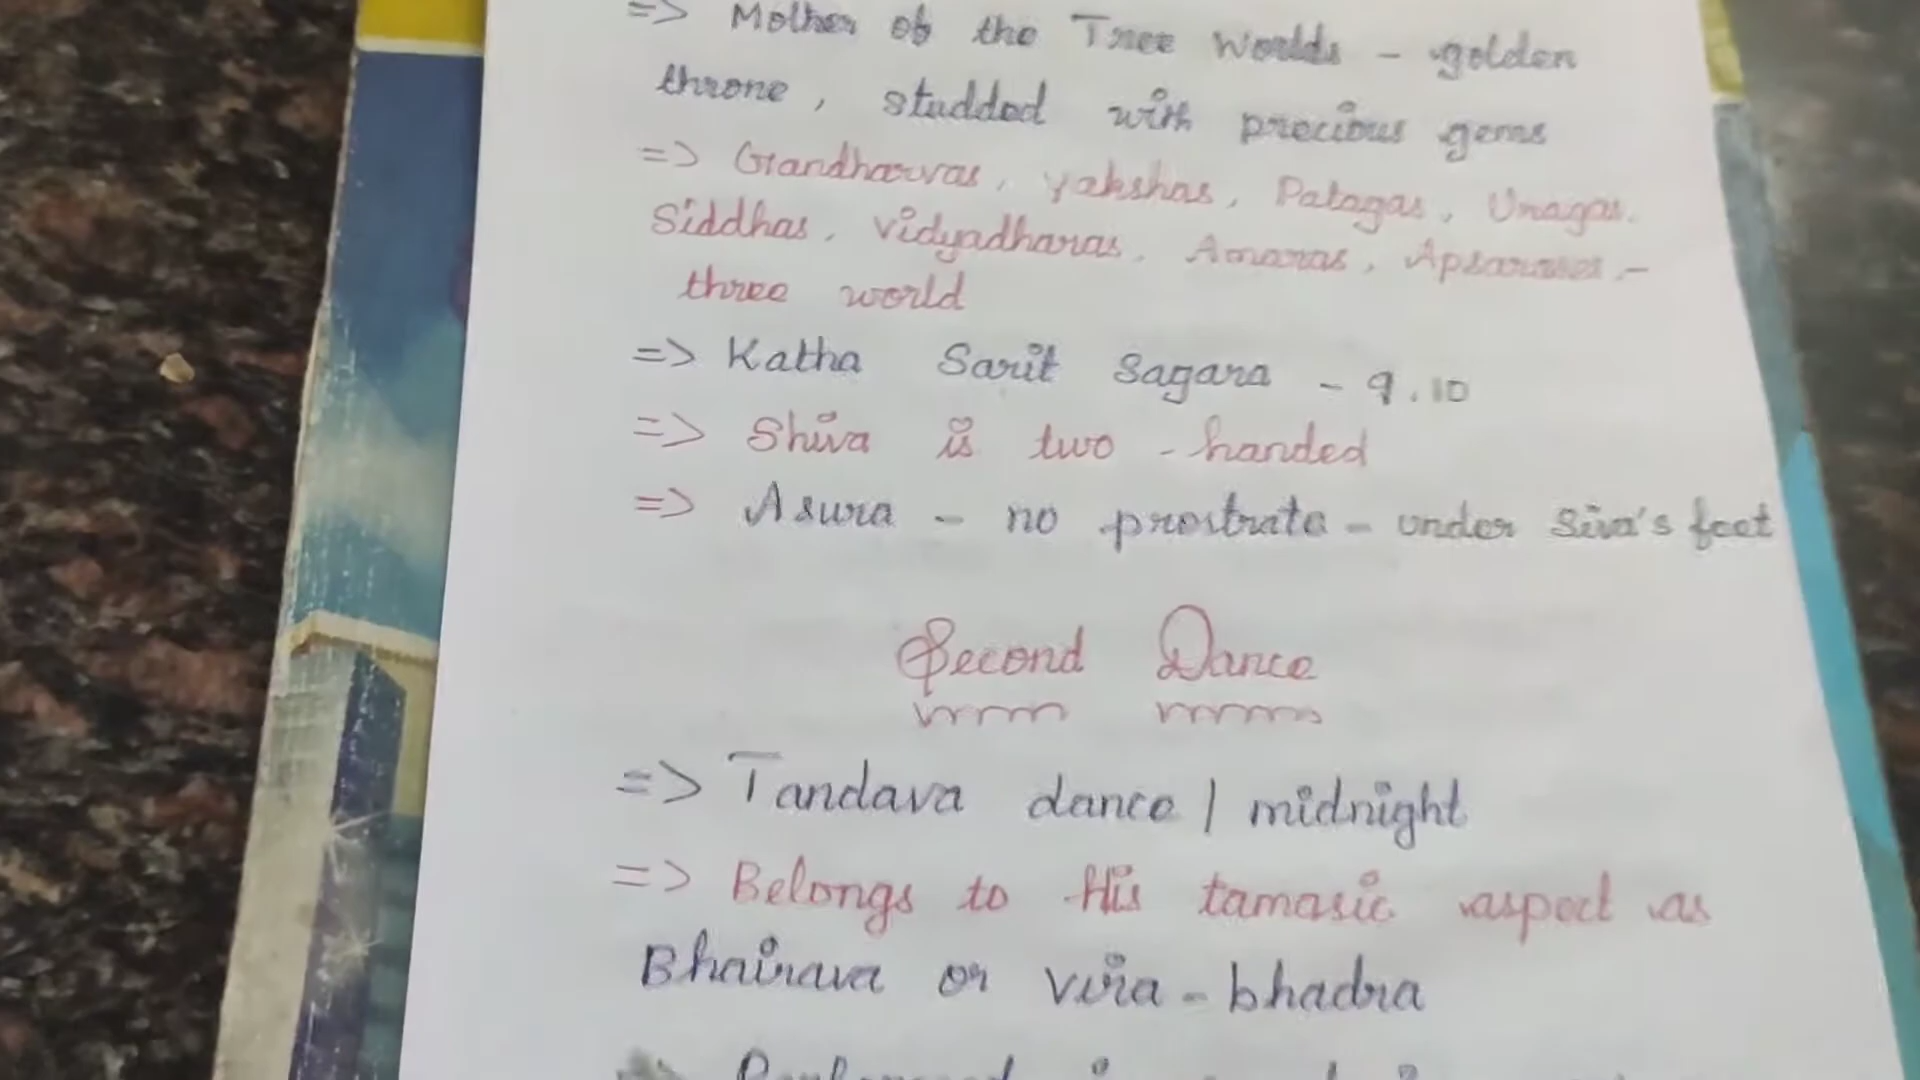 => Mother of the Tree Worlds - golden
throne, studded with precious gems
=> Gandharvas, Yakshas, Patagas, Uragas.
Siddhas, Vidyadharas, Amaras, Apsarases -
three world
=> Katha Sarit Sagara - 9.10
=> Shiva is two - handed
=> Asura - no prostrate - under Siva's feet
Second Dance
=> Tandava dance / midnight
=> Belongs to His tamasic aspect as
Bhairava or Vira - bhadra